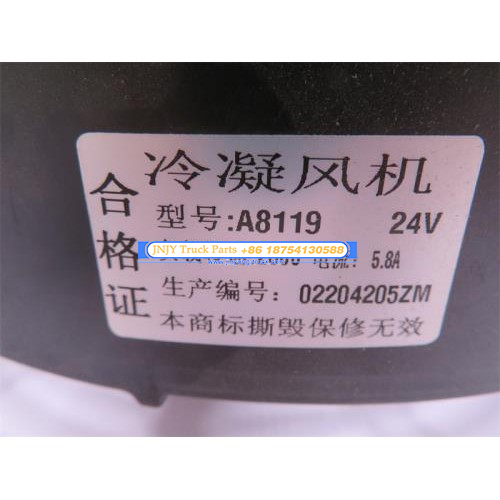 合格证
冷凝风机
型号:A8119 24V
JNJY Truck Parts +86 18754130588
电流: 5.8A
生产编号: 02204205ZM
本商标撕毁保修无效